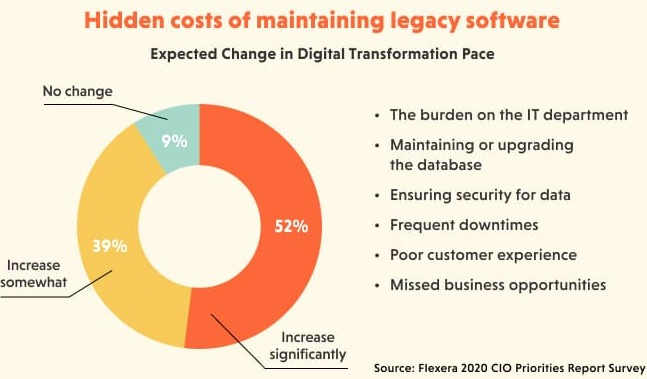 Hidden costs of maintaining legacy software
Expected Change in Digital Transformation Pace
No change
9%
52%
39%
Increase
somewhat
Increase
significantly
• The burden on the IT department
• Maintaining or upgrading
the database
• Ensuring security for data
• Frequent downtimes
• Poor customer experience
• Missed business opportunities
Source: Flexera 2020 CIO Priorities Report Survey